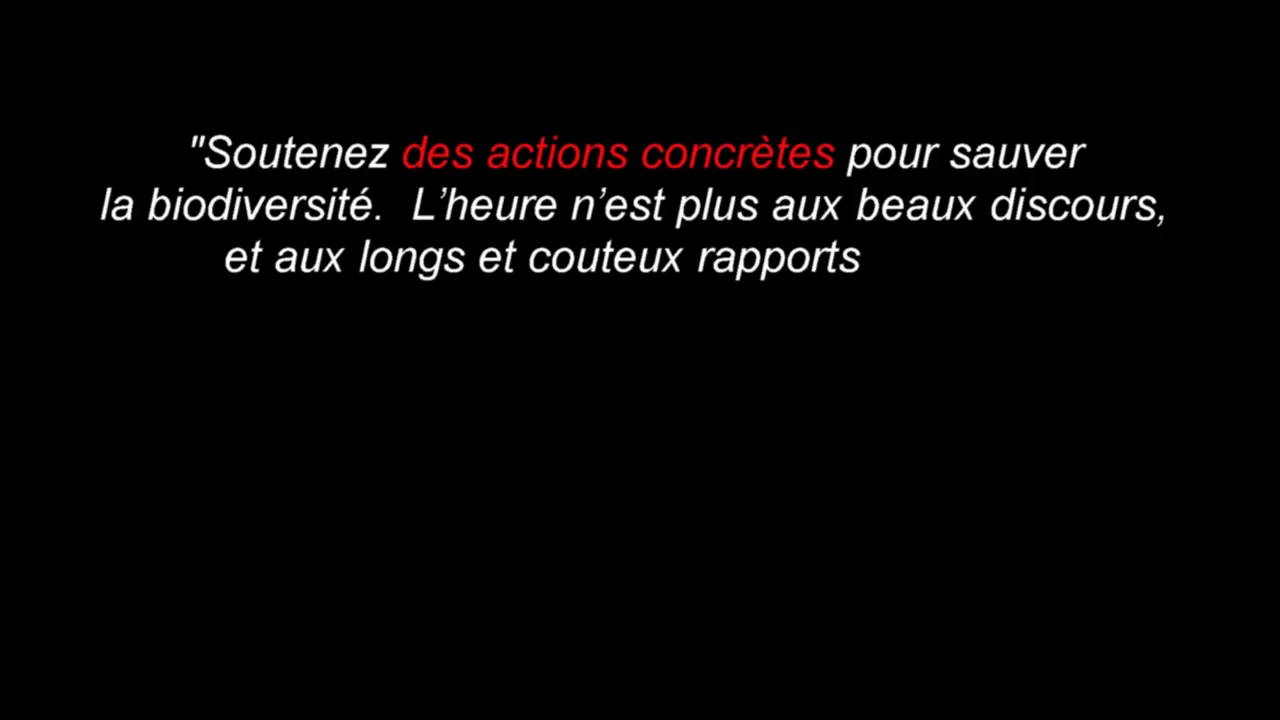 "Soutenez des actions concrètes pour sauver
la biodiversité.  L’heure n’est plus aux beaux discours,
et aux longs et couteux rapports